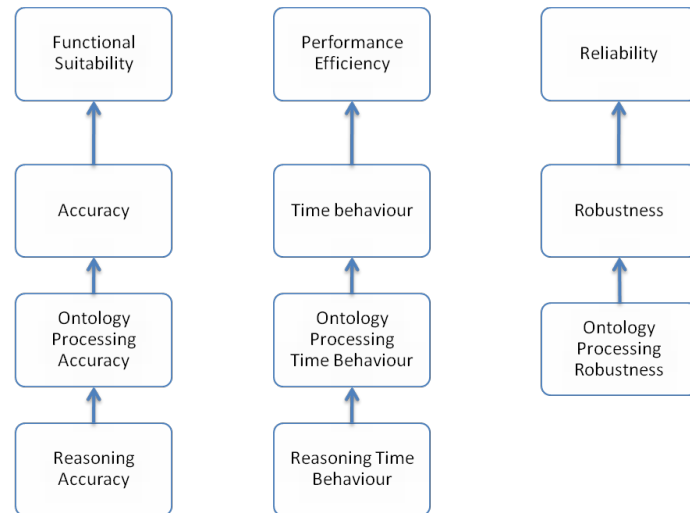 Functional
Suitability
Performance
Efficiency
Reliability
Accuracy
Time behaviour
Robustness
Ontology
Processing
Accuracy
Ontology
Processing
Time Behaviour
Ontology
Processing
Robustness
Reasoning
Accuracy
Reasoning Time
Behaviour